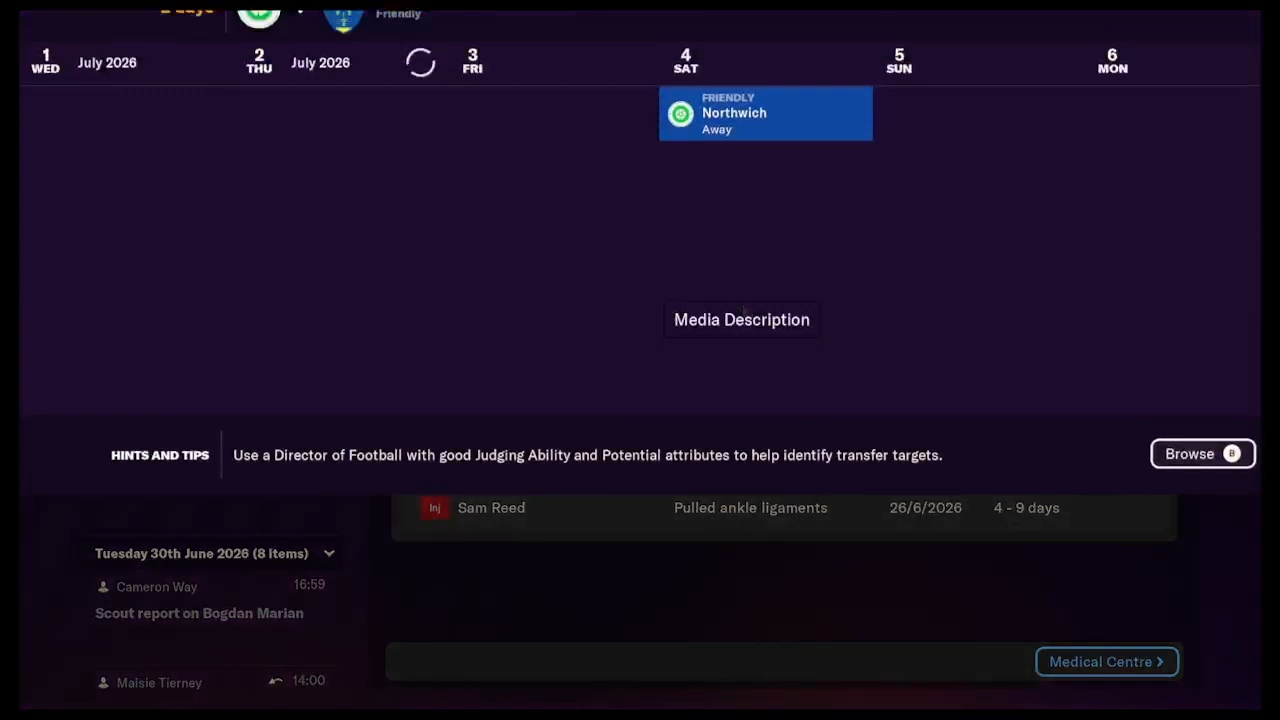 2 days
Friendly
1 WED July 2026
2 THU July 2026
3 FRI
4 SAT
5 SUN
6 MON
FRIENDLY
Northwich
Away
Media Description
HINTS AND TIPS
Use a Director of Football with good Judging Ability and Potential attributes to help identify transfer targets.
Browse B
Inj Sam Reed Pulled ankle ligaments 26/6/2026 4 - 9 days
Tuesday 30th June 2026 (8 Items)
Cameron Way 16:59
Scout report on Bogdan Marian
Medical Centre
Maisie Tierney 14:00